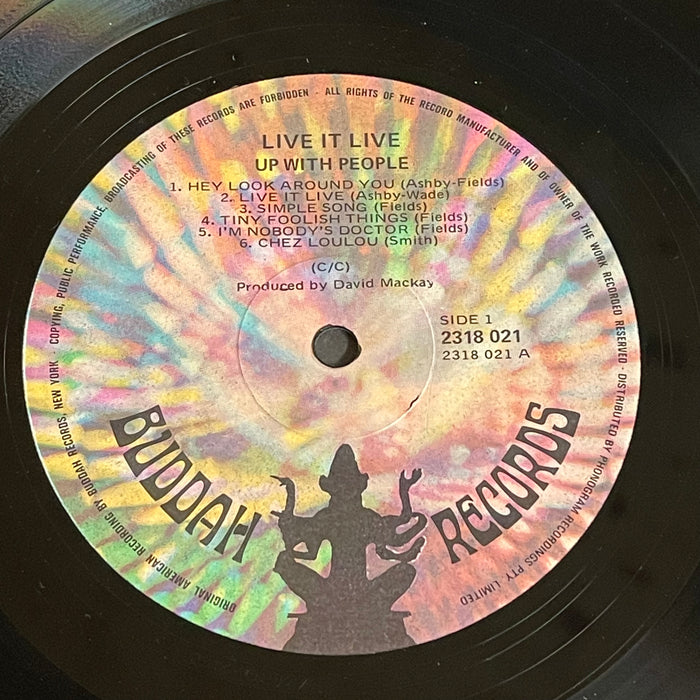 LIVE IT LIVE
UP WITH PEOPLE
1. HEY LOOK AROUND YOU (Ashby-Fields)
2. LIVE IT LIVE (Ashby-Wade)
3. SIMPLE SONG (Fields)
4. TINY FOOLISH THINGS (Fields)
5. I'M NOBODY'S DOCTOR (Fields)
6. CHEZ LOULOU (Smith)
(C/C)
Produced by David Mackay
SIDE 1
2318 021
2318 021 A
BUDDAH RECORDS
ORIGINAL AMERICAN RECORDING BY BUDDAH RECORDS, NEW YORK · COPYING, PUBLIC PERFORMANCE, BROADCASTING OF THESE RECORDS ARE FORBIDDEN - ALL RIGHTS OF THE RECORD MANUFACTURER AND OF OWNER OF THE WORK RECORDED RESERVED · DISTRIBUTED BY PHONOGRAM RECORDINGS PTY. LIMITED